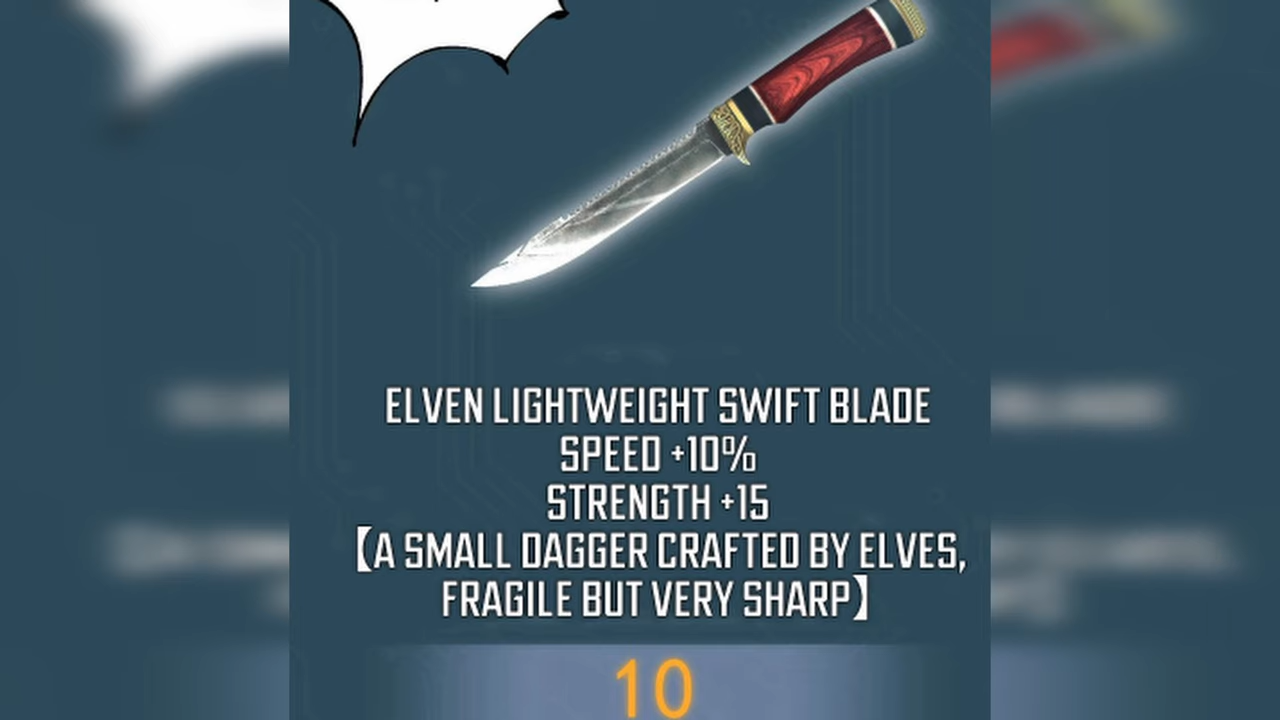 ELVEN LIGHTWEIGHT SWIFT BLADE
SPEED +10%
STRENGTH +15
【A SMALL DAGGER CRAFTED BY ELVES,
FRAGILE BUT VERY SHARP】
10